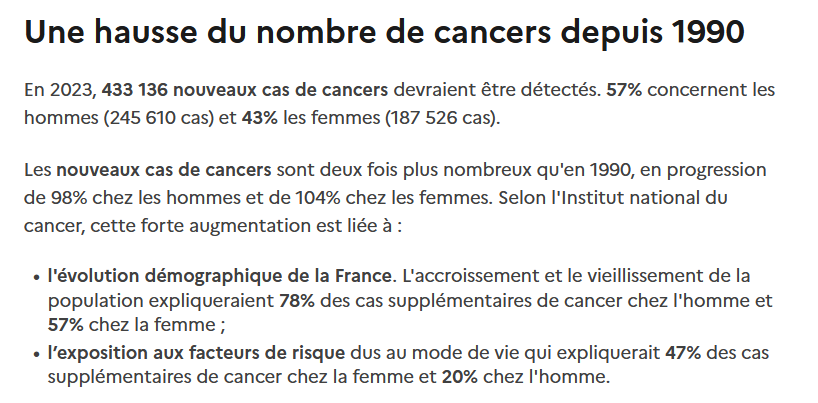 Une hausse du nombre de cancers depuis 1990
En 2023, 433 136 nouveaux cas de cancers devraient être détectés. 57% concernent les
hommes (245 610 cas) et 43% les femmes (187 526 cas).
Les nouveaux cas de cancers sont deux fois plus nombreux qu'en 1990, en progression
de 98% chez les hommes et de 104% chez les femmes. Selon l'Institut national du
cancer, cette forte augmentation est liée à :
• l'évolution démographique de la France. L'accroissement et le vieillissement de la
population expliqueraient 78% des cas supplémentaires de cancer chez l'homme et
57% chez la femme ;
• l’exposition aux facteurs de risque dus au mode de vie qui expliquerait 47% des cas
supplémentaires de cancer chez la femme et 20% chez l'homme.